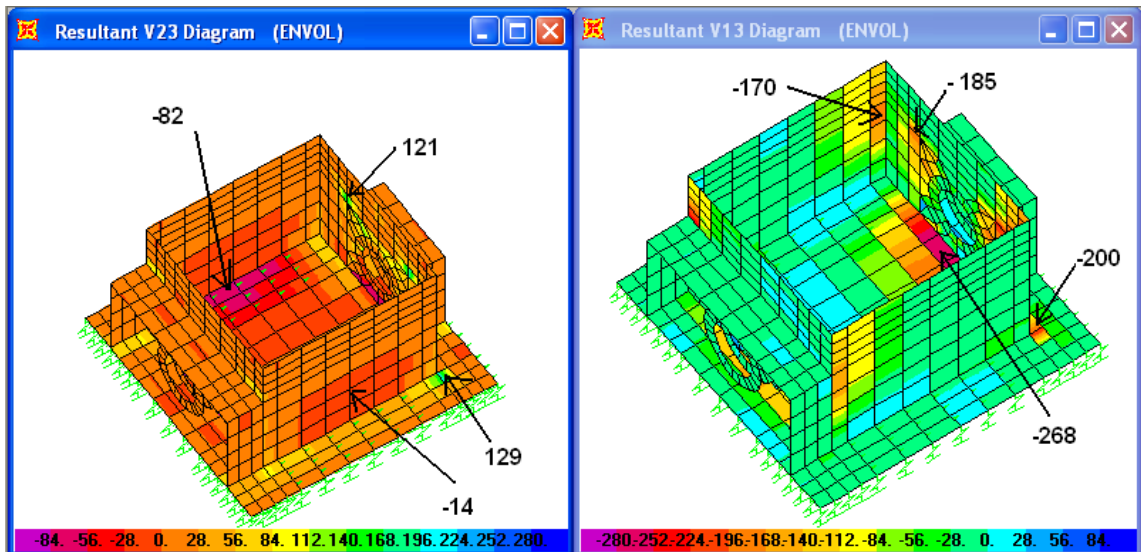 Resultant V23 Diagram (ENVOL)
-82
121
129
-14
-84. -56. -28. 0. 28. 56. 84. 112. 140. 168. 196. 224. 252. 280.
Resultant V13 Diagram (ENVOL)
-170
- 185
-200
-268
-280.-252.-224.-196.-168.-140.-112. -84. -56. -28. 0. 28. 56. 84.